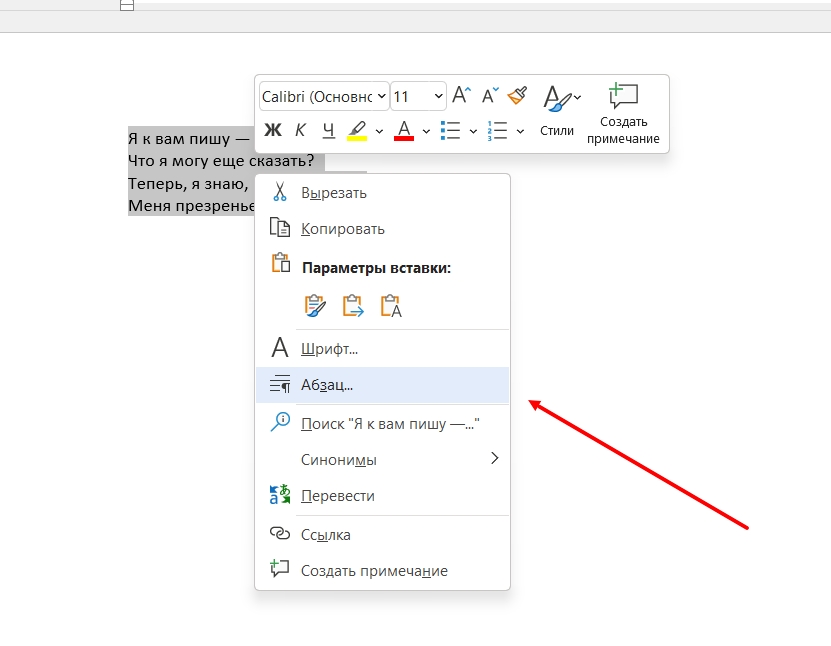 Calibri (Основно
11
Ж К Ч
A
Стили
Создать
примечание
Я к вам пишу —
Что я могу еще сказать?
Теперь, я знаю,
Меня презренье
Вырезать
Копировать
Параметры вставки:
Шрифт...
Абзац...
Поиск "Я к вам пишу —..."
Синонимы
Перевести
Ссылка
Создать примечание